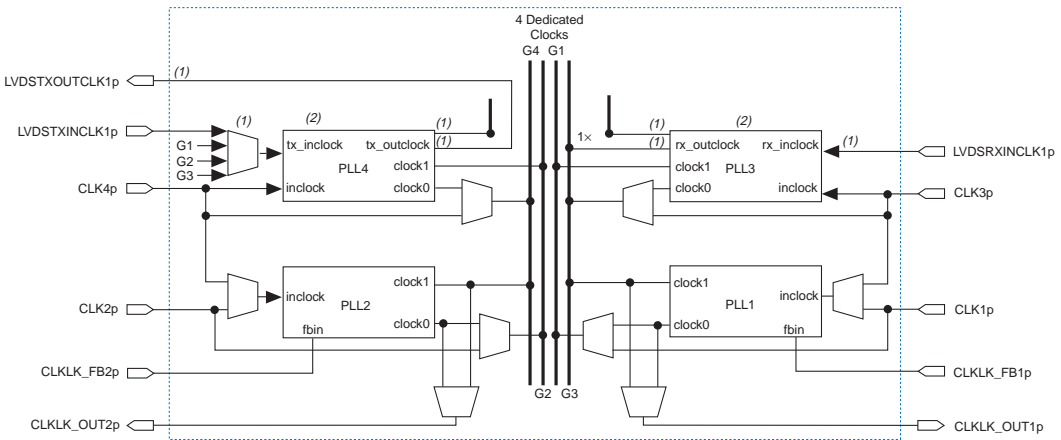 4 Dedicated
Clocks
G4 G1
LVDSTXOUTCLK1p
(1)
LVDSTXINCLK1p
(1)
G1
G2
G3
(2)
tx_inclock
tx_outclock
(1)
(1)
PLL4
clock1
inclock
clock0
CLK4p
1×
(1)
(1)
(2)
rx_outclock
rx_inclock
(1)
LVDSRXINCLK1p
clock1
PLL3
clock0
inclock
CLK3p
clock1
inclock
PLL2
clock0
fbin
CLK2p
clock1
inclock
PLL1
clock0
fbin
CLK1p
CLKLK_FB2p
CLKLK_FB1p
G2 G3
CLKLK_OUT2p
CLKLK_OUT1p